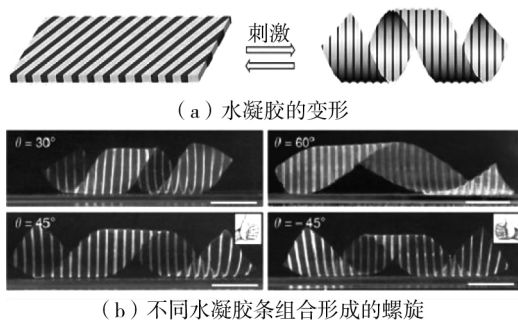 刺激
(a)水凝胶的变形
θ = 30°
θ = 60°
θ = 45°
θ = -45°
(b)不同水凝胶条组合形成的螺旋